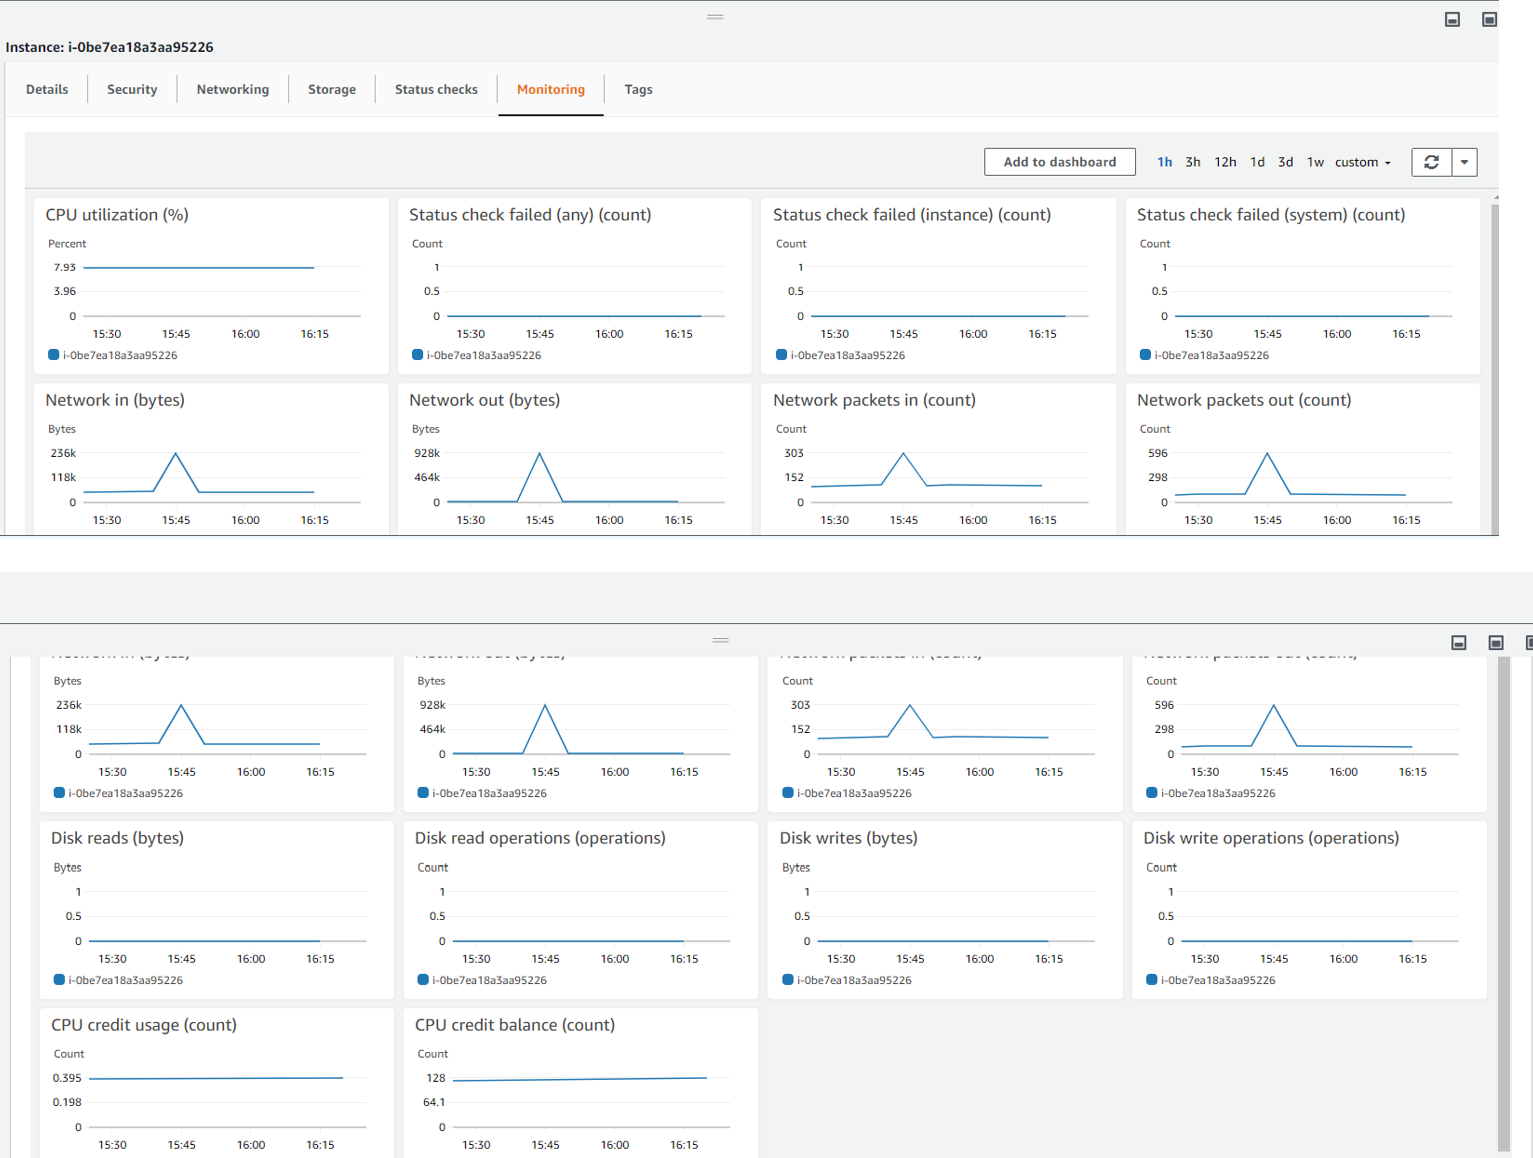 Instance: i-0be7ea18a3aa95226
Details Security Networking Storage Status checks Monitoring Tags
Add to dashboard 1h 3h 12h 1d 3d 1w custom
CPU utilization (%)
Percent
7.93
3.96
0
15:30 15:45 16:00 16:15
i-0be7ea18a3aa95226
Status check failed (any) (count)
Count
1
0.5
0
15:30 15:45 16:00 16:15
i-0be7ea18a3aa95226
Status check failed (instance) (count)
Count
1
0.5
0
15:30 15:45 16:00 16:15
i-0be7ea18a3aa95226
Status check failed (system) (count)
Count
1
0.5
0
15:30 15:45 16:00 16:15
i-0be7ea18a3aa95226
Network in (bytes)
Bytes
236k
118k
0
15:30 15:45 16:00 16:15
Network out (bytes)
Bytes
928k
464k
0
15:30 15:45 16:00 16:15
Network packets in (count)
Count
303
152
0
15:30 15:45 16:00 16:15
Network packets out (count)
Count
596
298
0
15:30 15:45 16:00 16:15
Bytes
236k
118k
0
15:30 15:45 16:00 16:15
i-0be7ea18a3aa95226
Bytes
928k
464k
0
15:30 15:45 16:00 16:15
i-0be7ea18a3aa95226
Count
303
152
0
15:30 15:45 16:00 16:15
i-0be7ea18a3aa95226
Count
596
298
0
15:30 15:45 16:00 16:15
i-0be7ea18a3aa95226
Disk reads (bytes)
Bytes
1
0.5
0
15:30 15:45 16:00 16:15
i-0be7ea18a3aa95226
Disk read operations (operations)
Count
1
0.5
0
15:30 15:45 16:00 16:15
i-0be7ea18a3aa95226
Disk writes (bytes)
Bytes
1
0.5
0
15:30 15:45 16:00 16:15
i-0be7ea18a3aa95226
Disk write operations (operations)
Count
1
0.5
0
15:30 15:45 16:00 16:15
i-0be7ea18a3aa95226
CPU credit usage (count)
Count
0.395
0.198
0
15:30 15:45 16:00 16:15
CPU credit balance (count)
Count
128
64.1
0
15:30 15:45 16:00 16:15